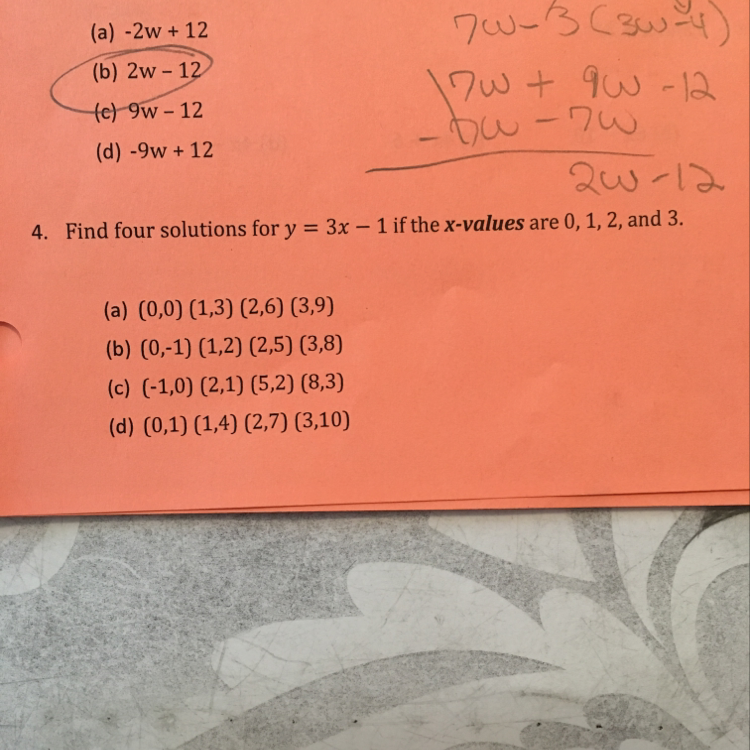 (a) -2w + 12
(b) 2w – 12
(c) 9w – 12
(d) -9w + 12
7w-3(3w-4)
7w + 9w -12
-7w - 7w
2w-12
4. Find four solutions for y = 3x – 1 if the x-values are 0, 1, 2, and 3.
(a) (0,0) (1,3) (2,6) (3,9)
(b) (0,-1) (1,2) (2,5) (3,8)
(c) (-1,0) (2,1) (5,2) (8,3)
(d) (0,1) (1,4) (2,7) (3,10)